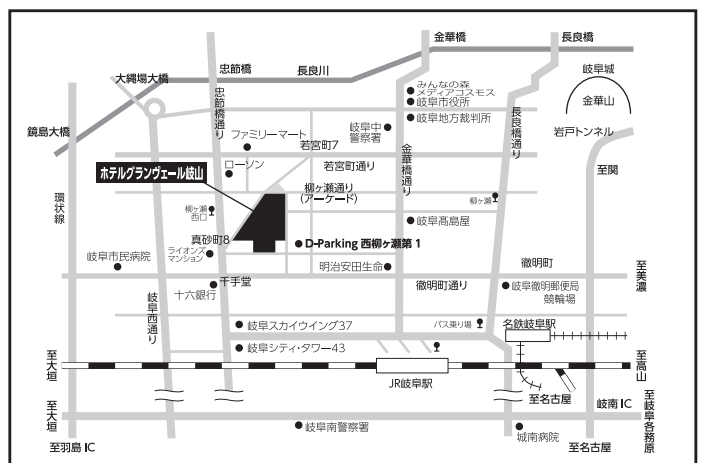 金華橋
長良橋
忠節橋
長良川
岐阜城
大縄場大橋
みんなの森
メディアコスモス
岐阜市役所
金華山
忠節橋通り
岐阜地方裁判所
長良橋通り
鏡島大橋
ファミリーマート
岐阜中
警察署
岩戸トンネル
若宮町7
金華橋通り
ローソン
若宮町通り
至関
ホテルグランヴェール岐山
柳ヶ瀬通り
(アーケード)
環状線
柳ヶ瀬
西口
柳ヶ瀬
岐阜髙島屋
真砂町8
D-Parking 西柳ヶ瀬第1
ライオンズ
マンション
岐阜市民病院
明治安田生命
徹明町
至美濃
千手堂
十六銀行
徹明町通り
岐阜徹明郵便局
競輪場
岐阜西通り
岐阜スカイウイング37
バス乗り場
名鉄岐阜駅
岐阜シティ・タワー43
至大垣
至高山
JR岐阜駅
至名古屋
至大垣
岐南IC
至岐阜各務原
岐阜南警察署
城南病院
至羽島IC
至名古屋